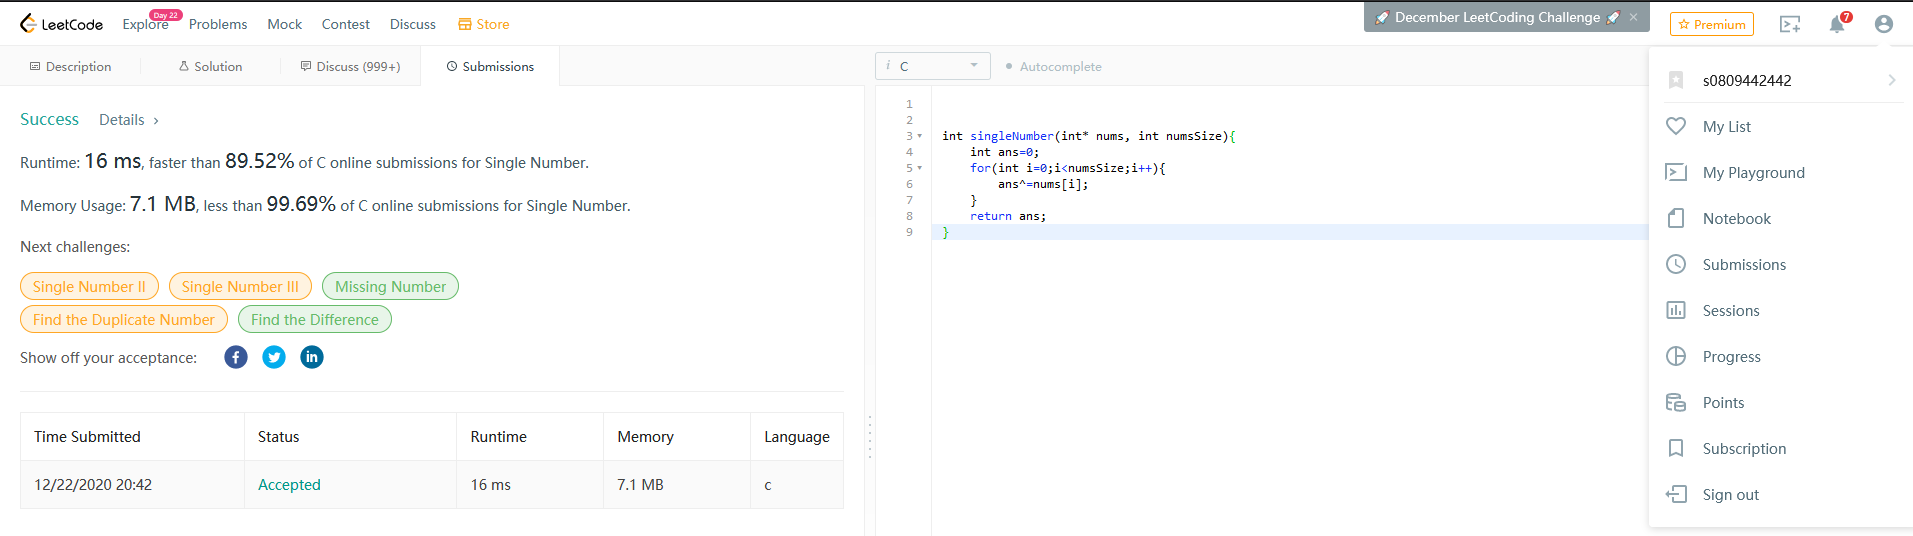 LeetCode Explore Day 22 Problems Mock Contest Discuss Store 🚀 December LeetCoding Challenge 🚀 × Premium 7
Description Solution Discuss (999+) Submissions
i C Autocomplete
Success Details ›
Runtime: 16 ms, faster than 89.52% of C online submissions for Single Number.
Memory Usage: 7.1 MB, less than 99.69% of C online submissions for Single Number.
Next challenges:
Single Number II Single Number III Missing Number
Find the Duplicate Number Find the Difference
Show off your acceptance: f in
Time Submitted Status Runtime Memory Language
12/22/2020 20:42 Accepted 16 ms 7.1 MB c
1
2
3 int singleNumber(int* nums, int numsSize){
4     int ans=0;
5     for(int i=0;i<numsSize;i++){
6         ans^=nums[i];
7     }
8     return ans;
9 }
s0809442442
My List
My Playground
Notebook
Submissions
Sessions
Progress
Points
Subscription
Sign out